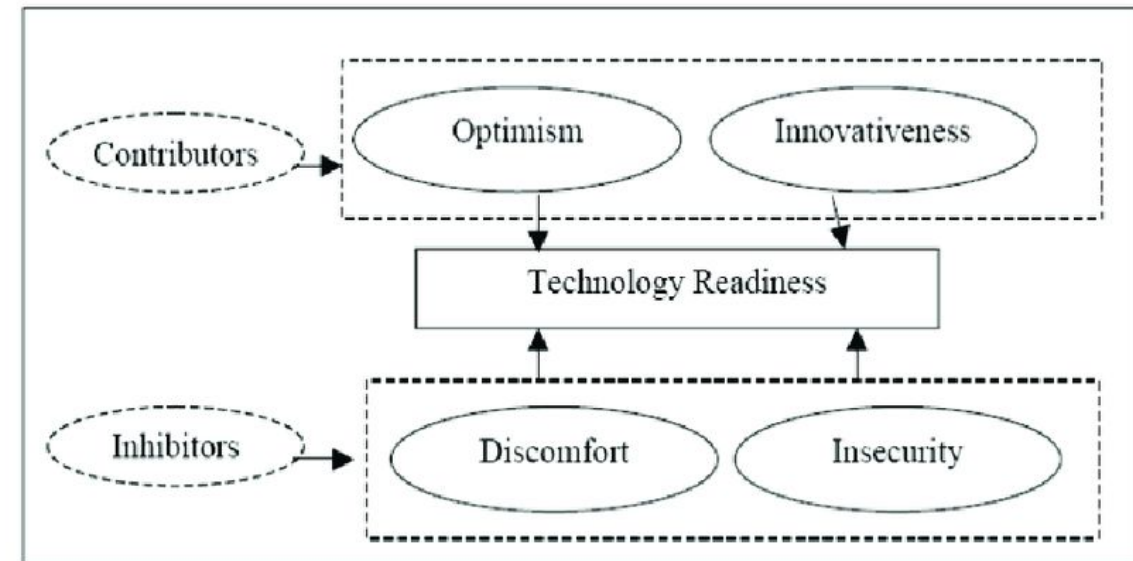 Optimism
Innovativeness
Contributors
Technology Readiness
Inhibitors
Discomfort
Insecurity